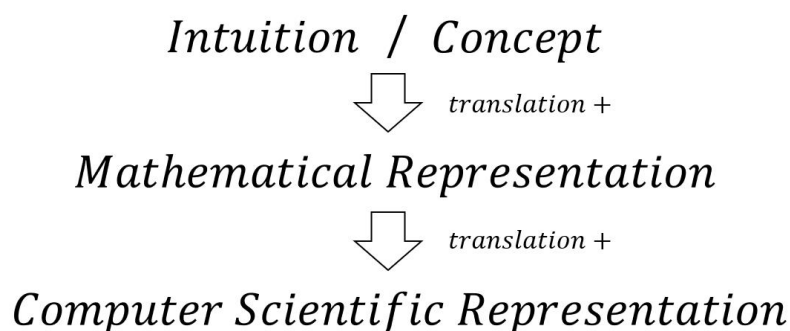 Intuition / Concept
translation +
Mathematical Representation
translation +
Computer Scientific Representation